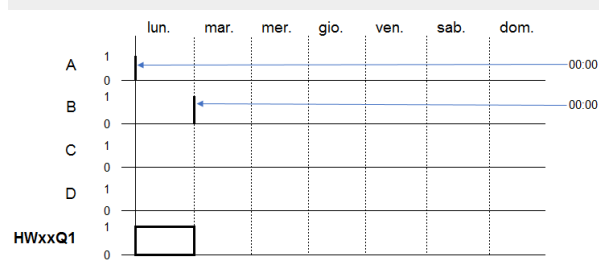 lun. mar. mer. gio. ven. sab. dom.
A 1 00:00
0
B 1 00:00
0
C 1
0
D 1
0
HWxxQ1 1
0